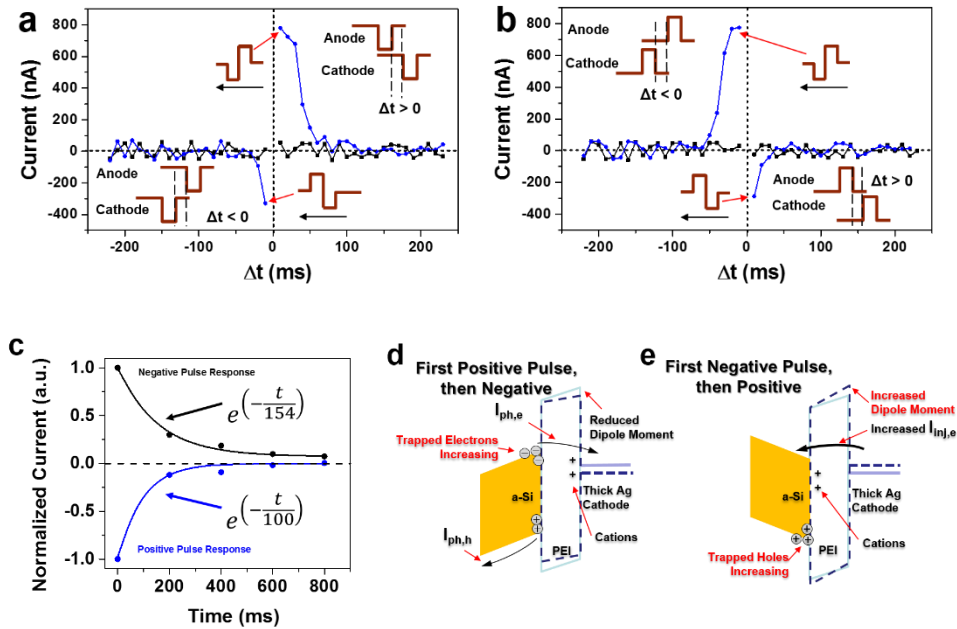 a
Current (nA)
800
600
400
200
0
-200
-400
Anode
Cathode
Δt > 0
Anode
Cathode
Δt < 0
-200
-100
0
100
200
Δt (ms)
b
Current (nA)
800
600
400
200
0
-200
-400
Anode
Cathode
Δt < 0
Anode
Cathode
Δt > 0
-200
-100
0
100
200
Δt (ms)
c
Normalized Current (a.u.)
1.0
0.5
0.0
-0.5
-1.0
Negative Pulse Response
e^(-t/154)
e^(-t/100)
Positive Pulse Response
0
200
400
600
800
Time (ms)
d
First Positive Pulse,
then Negative
I_ph,e
Reduced
Dipole Moment
Trapped Electrons
Increasing
a-Si
Thick Ag
Cathode
I_ph,h
PEI
Cations
e
First Negative Pulse,
then Positive
Increased
Dipole Moment
Increased I_inj,e
a-Si
Thick Ag
Cathode
Trapped Holes
Increasing
PEI
Cations